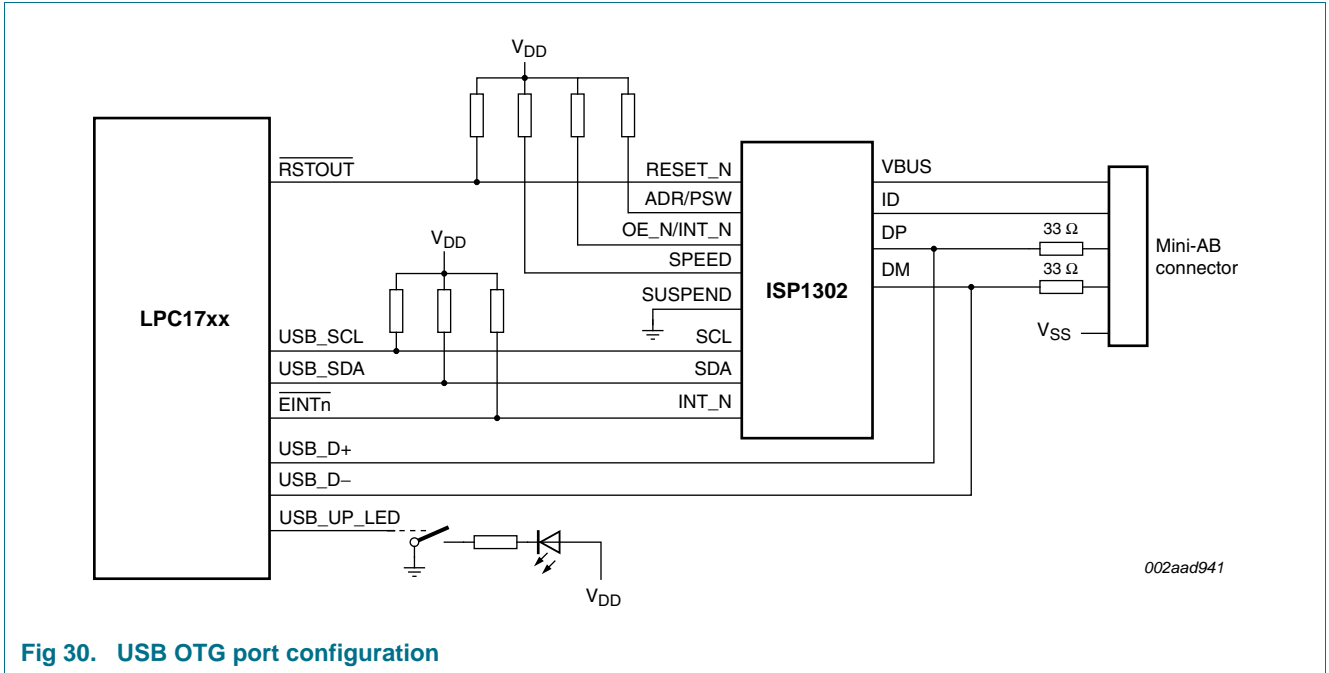 VDD
RSTOUT
RESET_N
VBUS
ADR/PSW
ID
OE_N/INT_N
DP
33 Ω
VDD
SPEED
DM
33 Ω
Mini-AB
connector
SUSPEND
ISP1302
LPC17xx
VSS
USB_SCL
SCL
USB_SDA
SDA
EINTn
INT_N
USB_D+
USB_D−
USB_UP_LED
002aad941
VDD
Fig 30. USB OTG port configuration